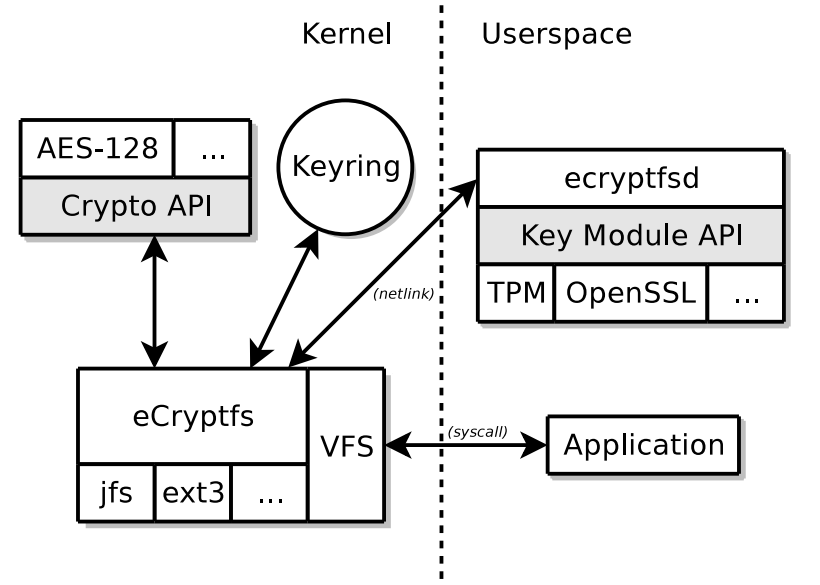 Kernel
Userspace
AES-128 ...
Crypto API
Keyring
ecryptfsd
Key Module API
TPM OpenSSL ...
(netlink)
eCryptfs
VFS
jfs ext3 ...
(syscall)
Application